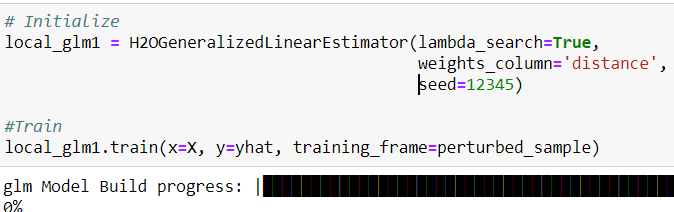 # Initialize
local_glm1 = H2OGeneralizedLinearEstimator(lambda_search=True,
weights_column='distance',
seed=12345)
#Train
local_glm1.train(x=X, y=yhat, training_frame=perturbed_sample)
glm Model Build progress: |
0%